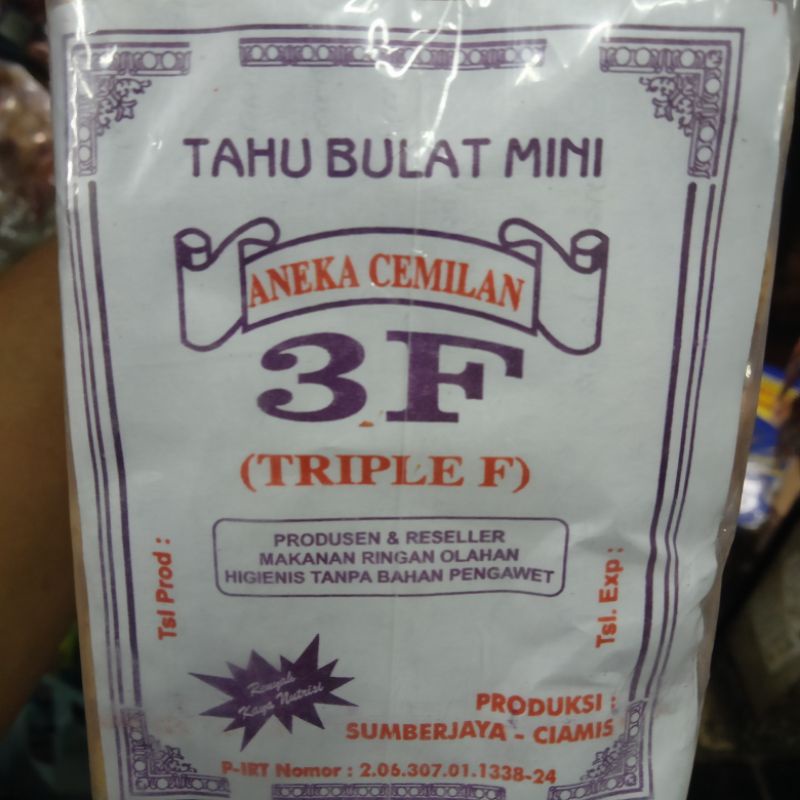 TAHU BULAT MINI
ANEKA CEMILAN
3F
(TRIPLE F)
PRODUSEN & RESELLER
MAKANAN RINGAN OLAHAN
HIGIENIS TANPA BAHAN PENGAWET
Tsl Prod :
Tsl. Exp :
Renyah
Kaya Nutrisi
PRODUKSI :
SUMBERJAYA - CIAMIS
P-IRT Nomor : 2.06.307.01.1338-24